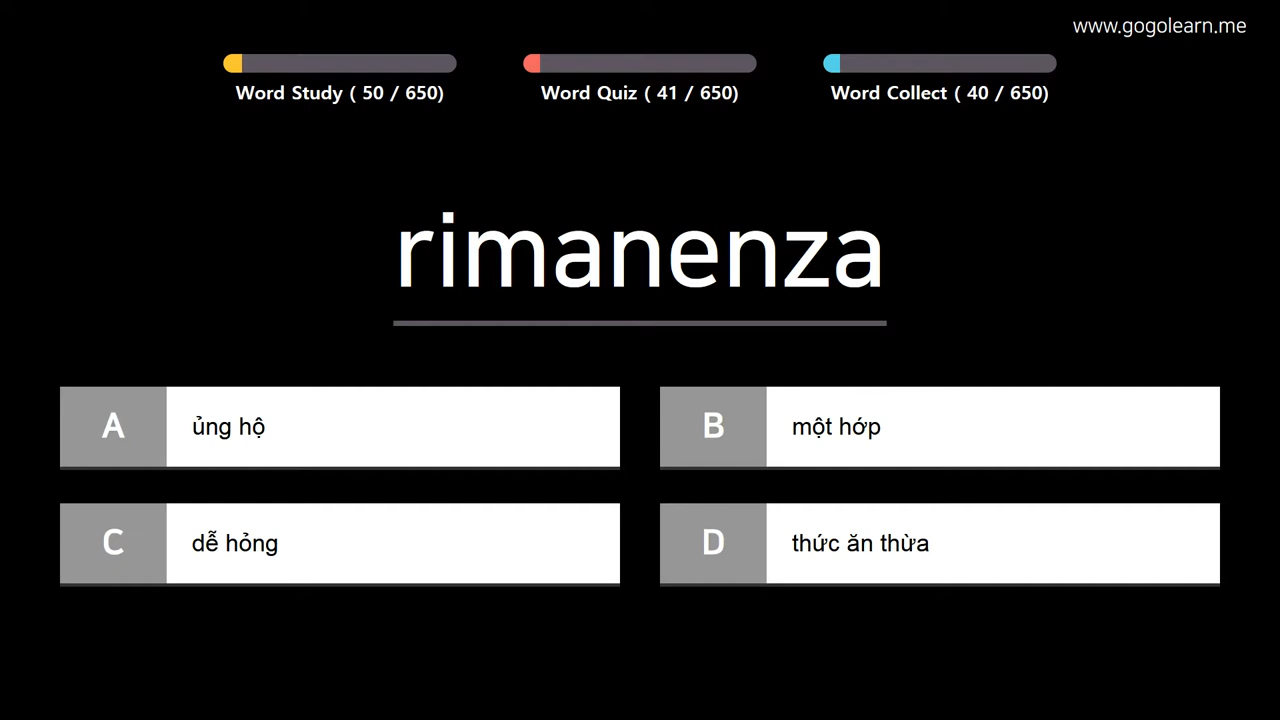 www.gogolearn.me
Word Study ( 50 / 650)
Word Quiz ( 41 / 650)
Word Collect ( 40 / 650)
rimanenza
A ủng hộ
B một hớp
C dễ hỏng
D thức ăn thừa